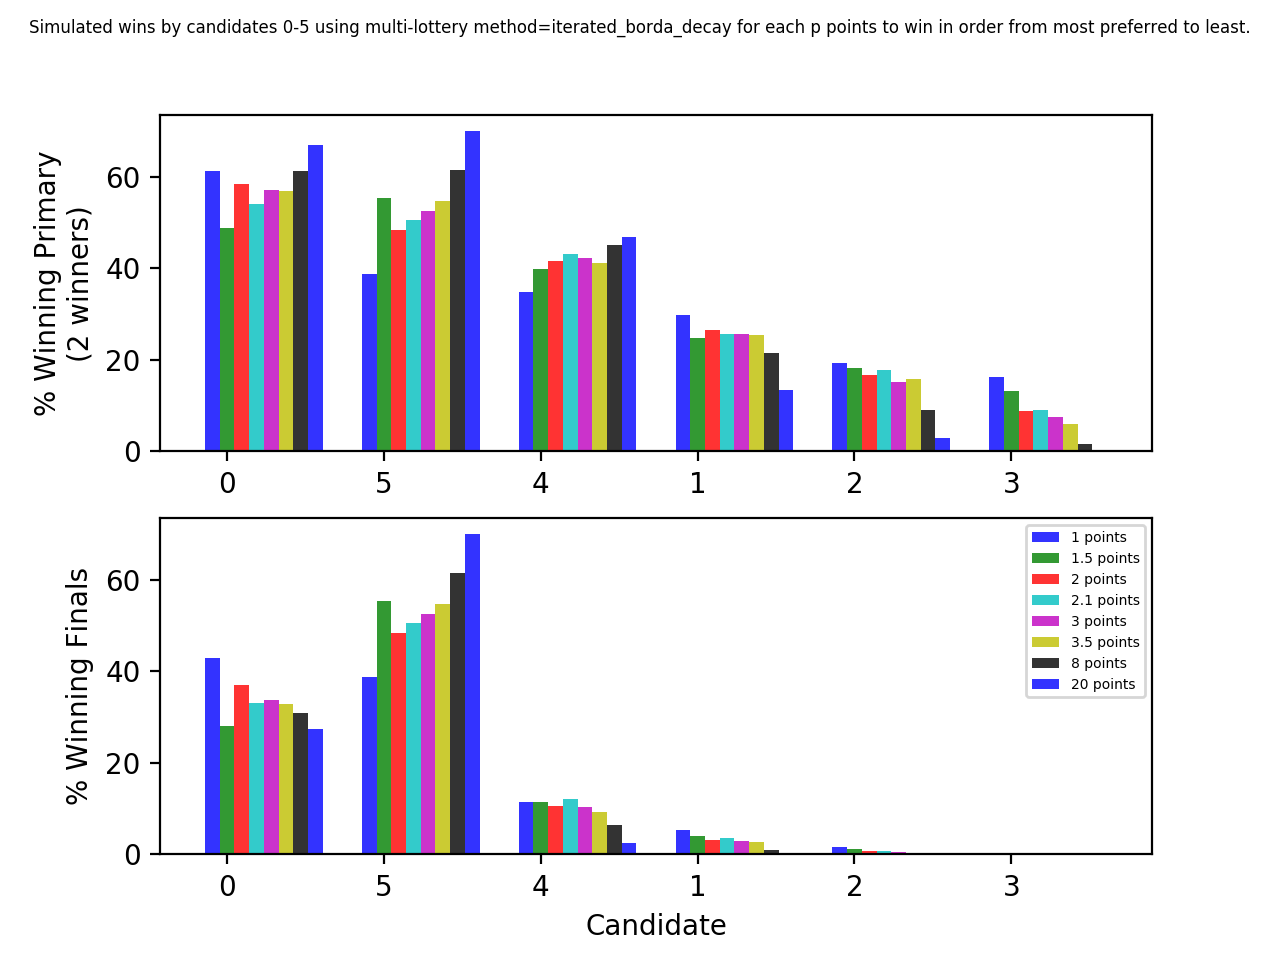 Simulated wins by candidates 0-5 using multi-lottery method=iterated_borda_decay for each p points to win in order from most preferred to least.
% Winning Primary
(2 winners)
60
40
20
0
0 5 4 1 2 3
% Winning Finals
60
40
20
0
1 points
1.5 points
2 points
2.1 points
3 points
3.5 points
8 points
20 points
0 5 4 1 2 3
Candidate